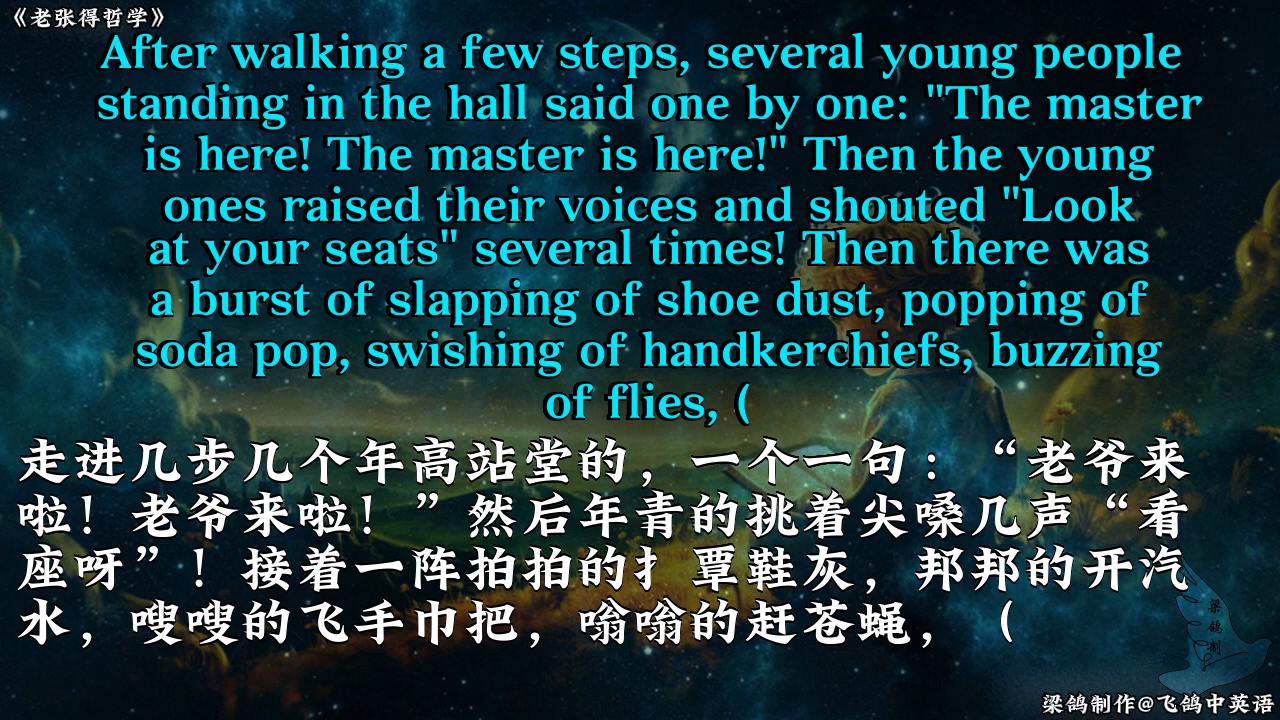 《老张得哲学》
After walking a few steps, several young people
standing in the hall said one by one: "The master
is here! The master is here!" Then the young
ones raised their voices and shouted "Look
at your seats" several times! Then there was
a burst of slapping of shoe dust, popping of
soda pop, swishing of handkerchiefs, buzzing
of flies, (
走进几步几个年高站堂的，一个一句：“老爷来
啦！老爷来啦！”然后年青的挑着尖嗓几声“看
座呀”！接着一阵拍拍的扌覃鞋灰，邦邦的开汽
水，嗖嗖的飞手巾把，嗡嗡的赶苍蝇，（
梁鸽制
梁鸽制作@飞鸽中英语